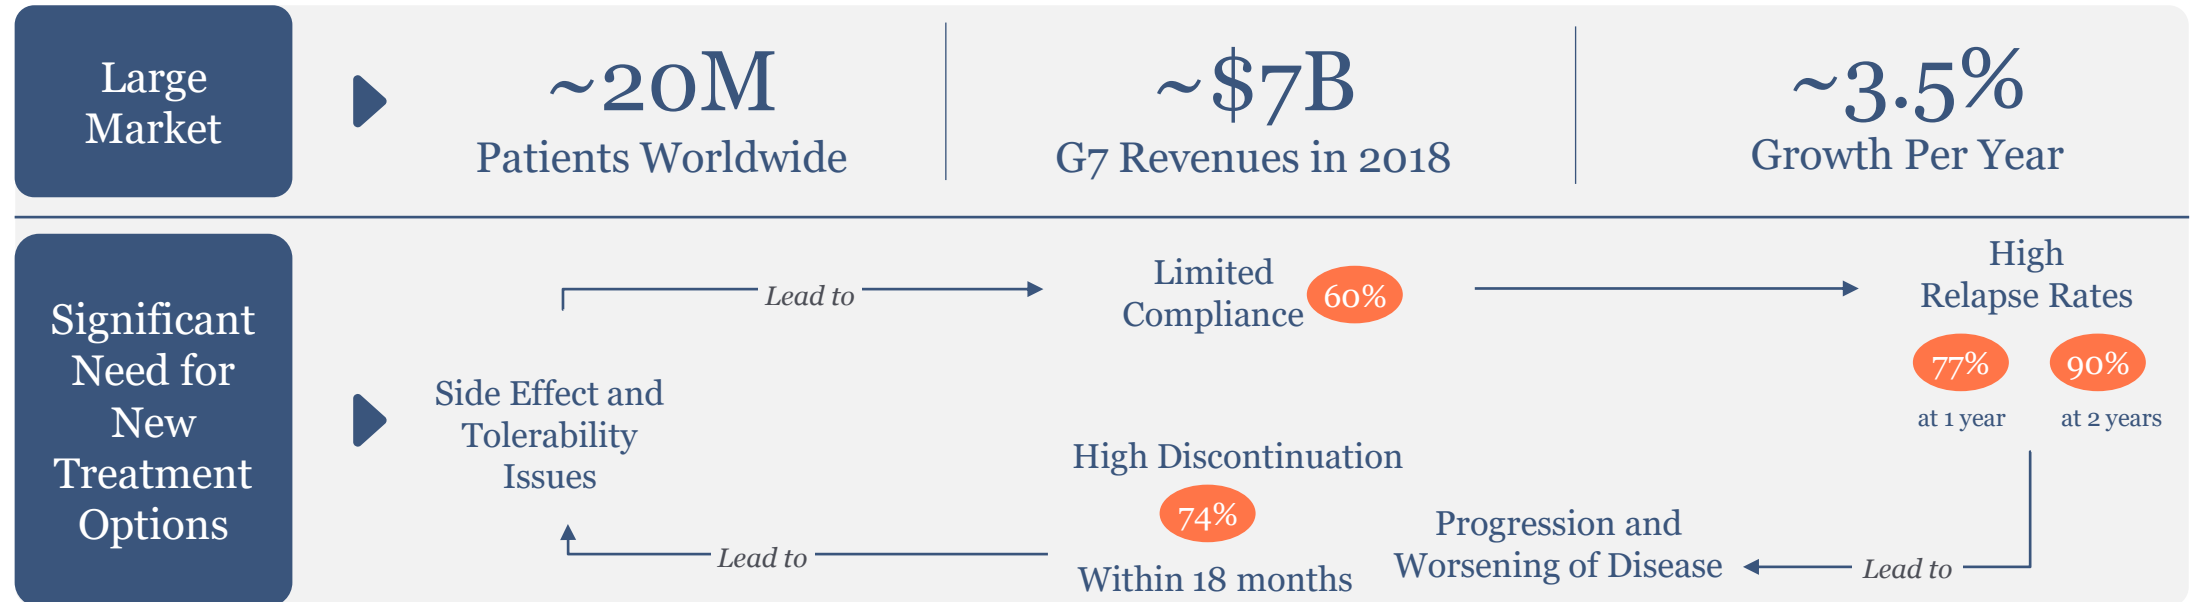 Large
Market
~20M
Patients Worldwide
~$7B
G7 Revenues in 2018
~3.5%
Growth Per Year
Significant
Need for
New
Treatment
Options
Side Effect and
Tolerability
Issues
Lead to
Limited
Compliance
60%
High
Relapse Rates
77%
90%
at 1 year
at 2 years
Lead to
Progression and
Worsening of Disease
High Discontinuation
74%
Within 18 months
Lead to